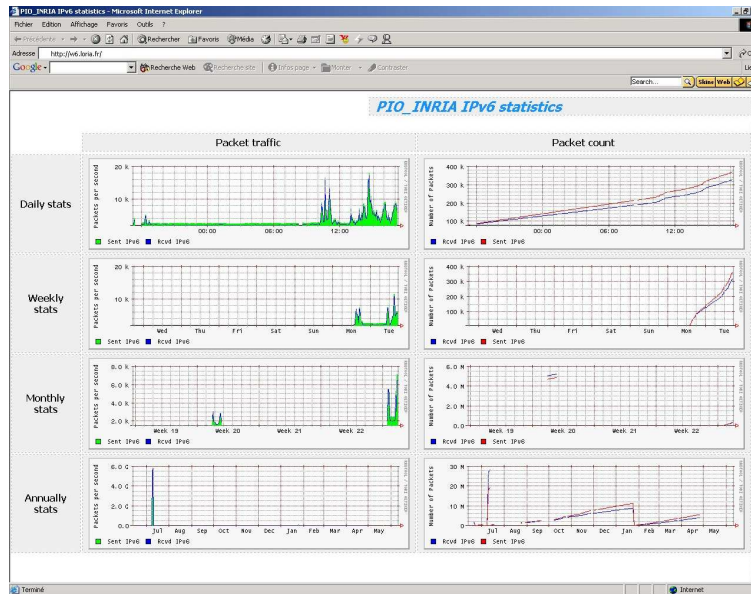 PIO_INRIA IPv6 statistics - Microsoft Internet Explorer
Fichier Edition Affichage Favoris Outils ?
Précédente Rechercher Favoris Média
Adresse http://w6.loria.fr/
Google Recherche Web Recherche site Infos page Monter Contraster
Search... Skins Web
PIO_INRIA IPv6 statistics
Packet traffic Packet count
Daily stats
Packets per second
20 k
10 k
00:00 06:00 12:00
Sent IPv6 Rcvd IPv6
Number of Packets
400 k
300 k
200 k
100 k
00:00 06:00 12:00
Rcvd IPv6 Sent IPv6
Weekly
stats
Packets per second
20 k
10 k
Wed Thu Fri Sat Sun Mon Tue
Sent IPv6 Rcvd IPv6
Number of Packets
400 k
300 k
200 k
100 k
Wed Thu Fri Sat Sun Mon Tue
Rcvd IPv6 Sent IPv6
Monthly
stats
Packets per second
8.0 k
6.0 k
4.0 k
2.0 k
Week 19 Week 20 Week 21 Week 22
Sent IPv6 Rcvd IPv6
Number of Packets
6.0 M
4.0 M
2.0 M
0.0
Week 19 Week 20 Week 21 Week 22
Rcvd IPv6 Sent IPv6
Annually
stats
Packets per second
6.0 G
4.0 G
2.0 G
0.0
Jul Aug Sep Oct Nov Dec Jan Feb Mar Apr May
Sent IPv6 Rcvd IPv6
Number of Packets
30 M
20 M
10 M
0
Jul Aug Sep Oct Nov Dec Jan Feb Mar Apr May
Rcvd IPv6 Sent IPv6
Terminé Internet